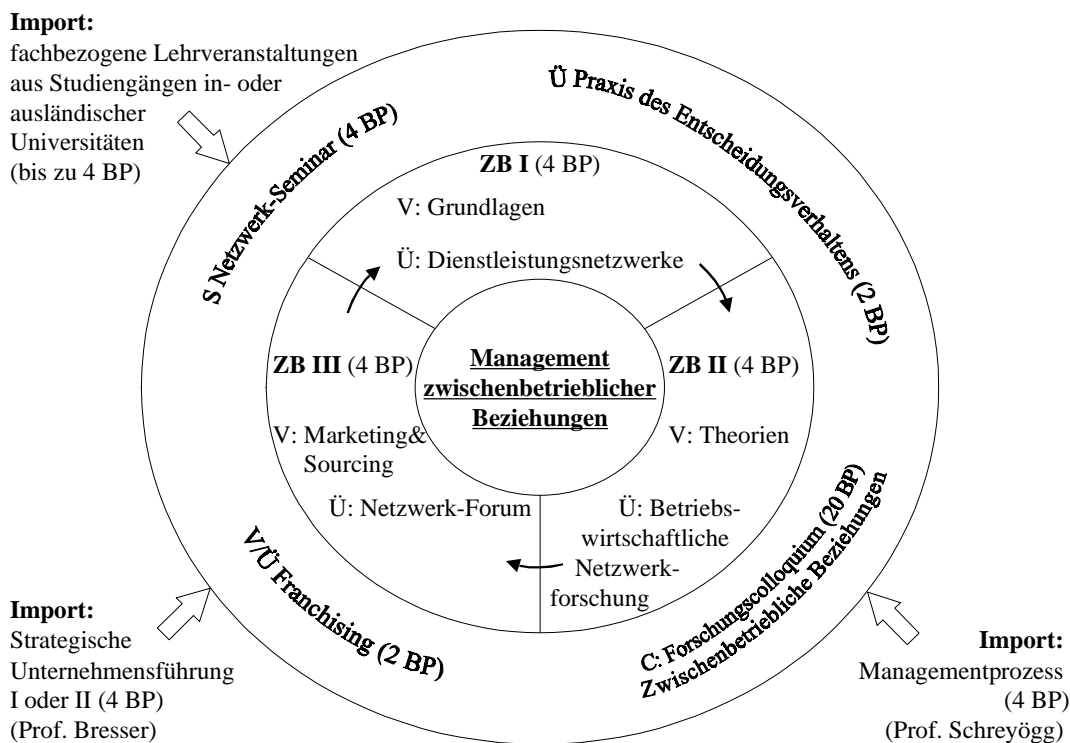 Import:
fachbezogene Lehrveranstaltungen
aus Studiengängen in- oder
ausländischer
Universitäten
(bis zu 4 BP)
S Netzwerk-Seminar (4 BP)
Ü Praxis des Entscheidungsverhaltens (2 BP)
ZB I (4 BP)
V: Grundlagen
Ü: Dienstleistungsnetzwerke
ZB III (4 BP)
V: Marketing&
Sourcing
Ü: Netzwerk-Forum
Management
zwischenbetrieblicher
Beziehungen
ZB II (4 BP)
V: Theorien
Ü: Betriebs-
wirtschaftliche
Netzwerk-
forschung
V/Ü Franchising (2 BP)
C: Forschungscolloquium (20 BP)
Zwischenbetriebliche Beziehungen
Import:
Strategische
Unternehmensführung
I oder II (4 BP)
(Prof. Bresser)
Import:
Managementprozess
(4 BP)
(Prof. Schreyögg)